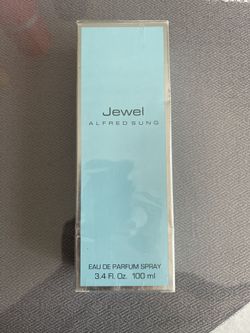 Jewel
ALFRED SUNG
EAU DE PARFUM SPRAY
3.4 Fl. Oz. 100 ml